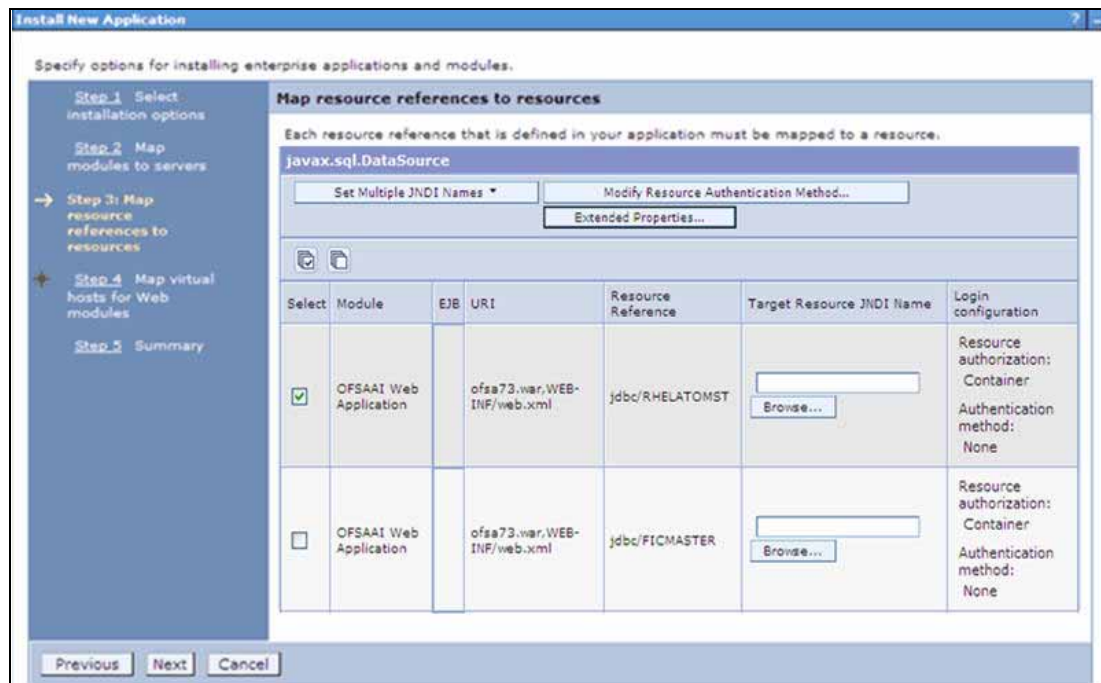 Install New Application
?
Specify options for installing enterprise applications and modules.
Step 1 Select
installation options
Step 2 Map
modules to servers
Step 3: Map
resource
references to
resources
Step 4 Map virtual
hosts for Web
modules
Step 5 Summary
Map resource references to resources
Each resource reference that is defined in your application must be mapped to a resource.
javax.sql.DataSource
Set Multiple JNDI Names
Modify Resource Authentication Method...
Extended Properties...
Select Module EJB URI Resource Reference Target Resource JNDI Name Login configuration
OFSAAI Web
Application
ofsa73.war,WEB-
INF/web.xml
jdbc/RHELATOMST
Browse...
Resource
authorization:
Container
Authentication
method:
None
OFSAAI Web
Application
ofsa73.war,WEB-
INF/web.xml
jdbc/FICMASTER
Browse...
Resource
authorization:
Container
Authentication
method:
None
Previous Next Cancel